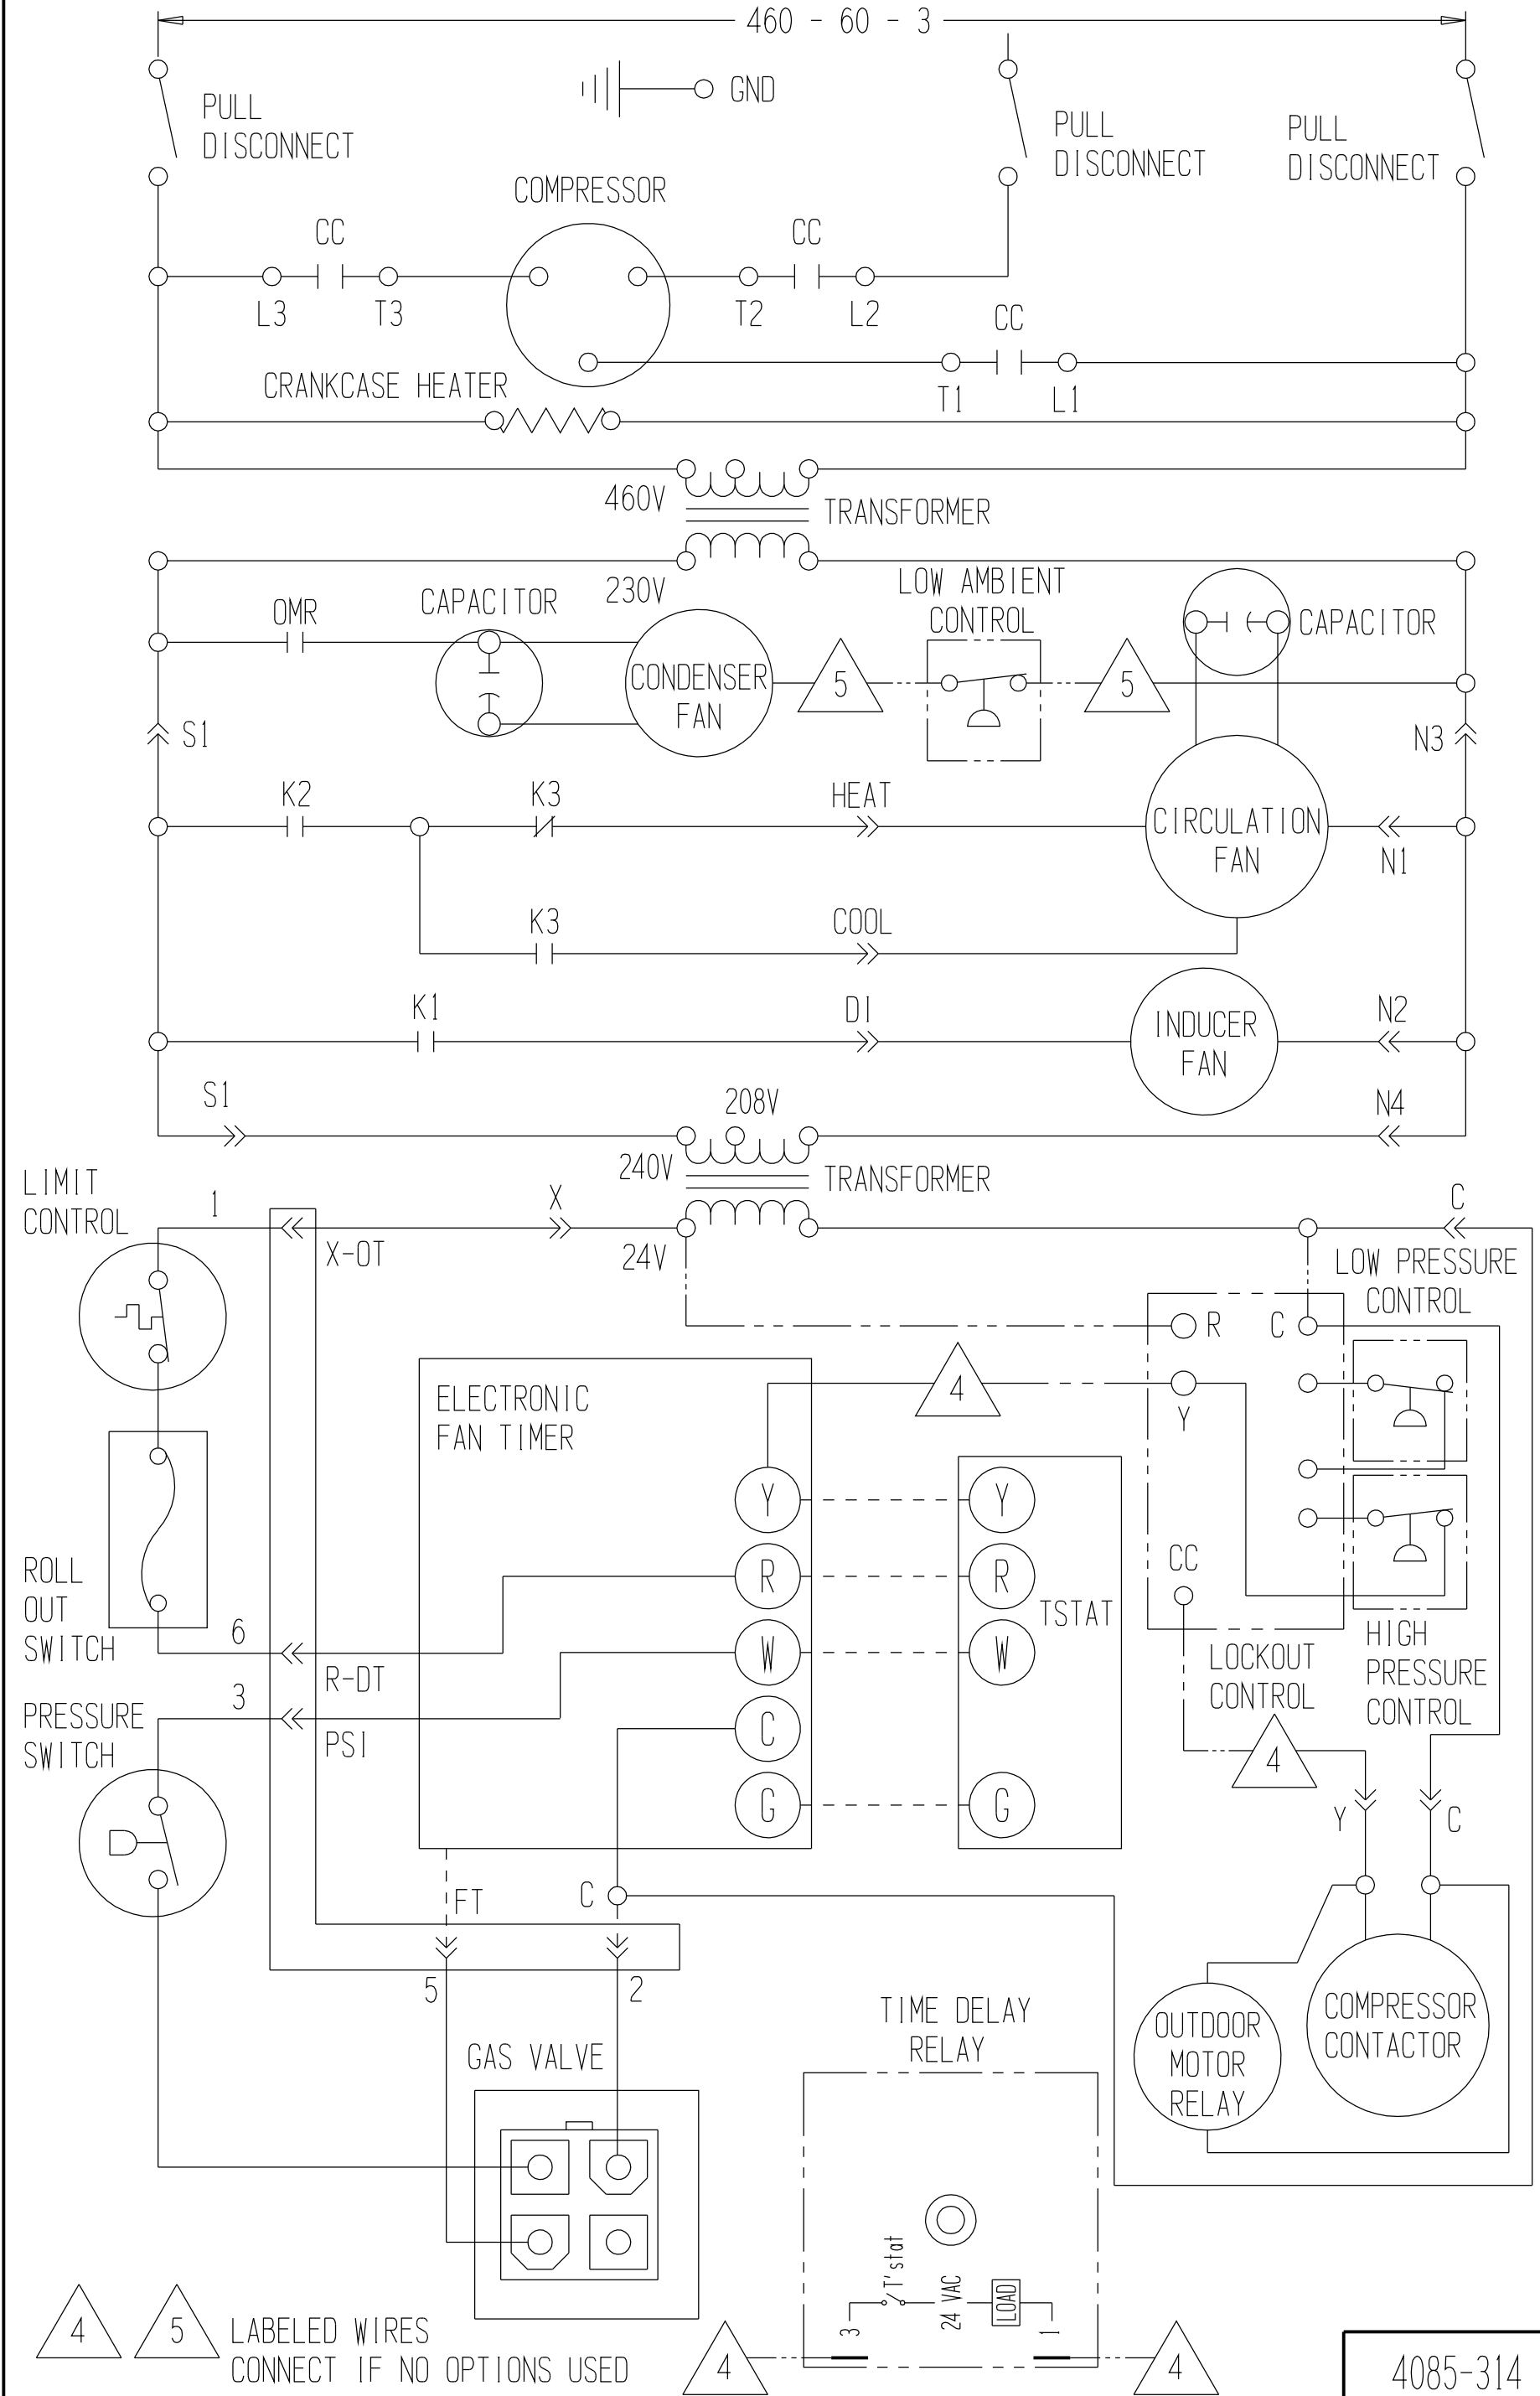 460 - 60 - 3
GND
PULL
DISCONNECT
PULL
DISCONNECT
PULL
DISCONNECT
COMPRESSOR
CC
CC
L3
T3
T2
L2
CC
CRANKCASE HEATER
T1
L1
460V
TRANSFORMER
230V
LOW AMBIENT
CONTROL
OMR
CAPACITOR
CAPACITOR
CONDENSER
FAN
5
5
S1
N3
K2
K3
HEAT
CIRCULATION
FAN
N1
K3
COOL
K1
DI
INDUCER
FAN
N2
S1
208V
N4
240V
TRANSFORMER
LIMIT
CONTROL
1
X
C
X-OT
24V
LOW PRESSURE
CONTROL
R
C
ELECTRONIC
FAN TIMER
4
Y
Y
Y
R
R
CC
TSTAT
ROLL
OUT
SWITCH
6
W
W
R-DT
LOCKOUT
CONTROL
HIGH
PRESSURE
CONTROL
PRESSURE
SWITCH
3
PSI
C
4
G
G
Y
C
FT
C
5
2
TIME DELAY
RELAY
OUTDOOR
MOTOR
RELAY
COMPRESSOR
CONTACTOR
GAS VALVE
T'stat
24 VAC
LOAD
3
1
4
5
LABELED WIRES
CONNECT IF NO OPTIONS USED
4
4
4085-314